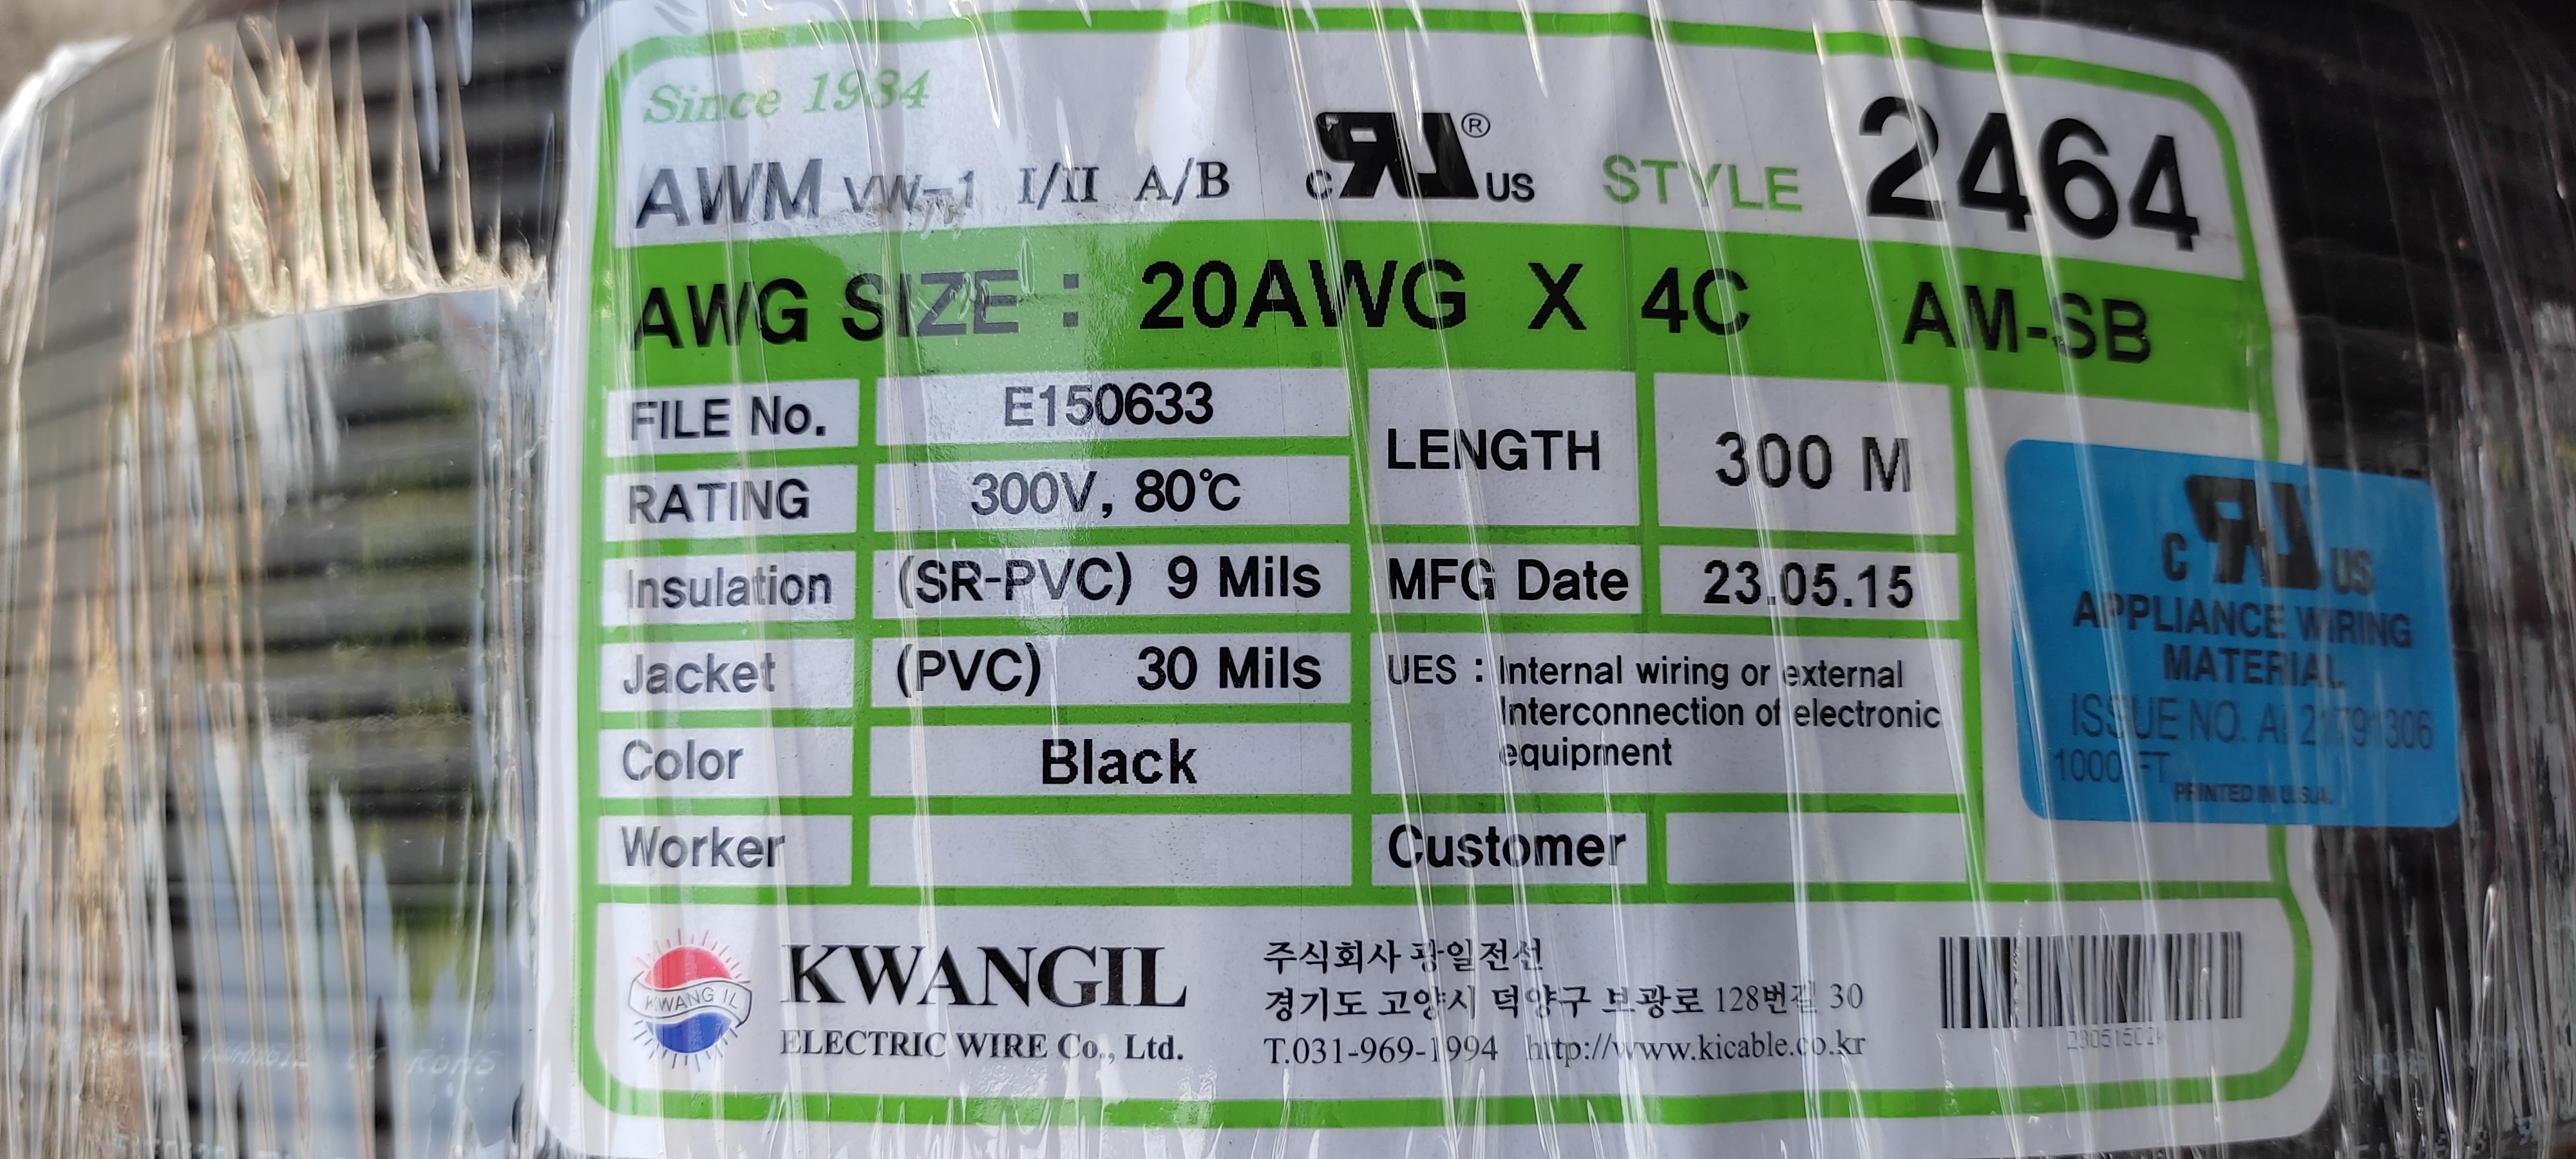 Since 1984
AWM VW-1 I/II A/B c RU ® US STYLE 2464
AWG SIZE : 20AWG X 4C AM-SB
FILE No. E150633
RATING 300V, 80℃
LENGTH 300 M
Insulation (SR-PVC) 9 Mils
MFG Date 23.05.15
Jacket (PVC) 30 Mils
Color Black
UES : Internal wiring or external
Interconnection of electronic
equipment
Worker
Customer
C RU US
APPLIANCE WIRING
MATERIAL
ISSUE NO.
1000 FT
PRINTED IN U.S.A.
KWANG IL
KWANGIL
ELECTRIC WIRE Co., Ltd.
주식회사 광일전선
경기도 고양시 덕양구 보광로 128번길 30
T.031-969-1994 http://www.kicable.co.kr